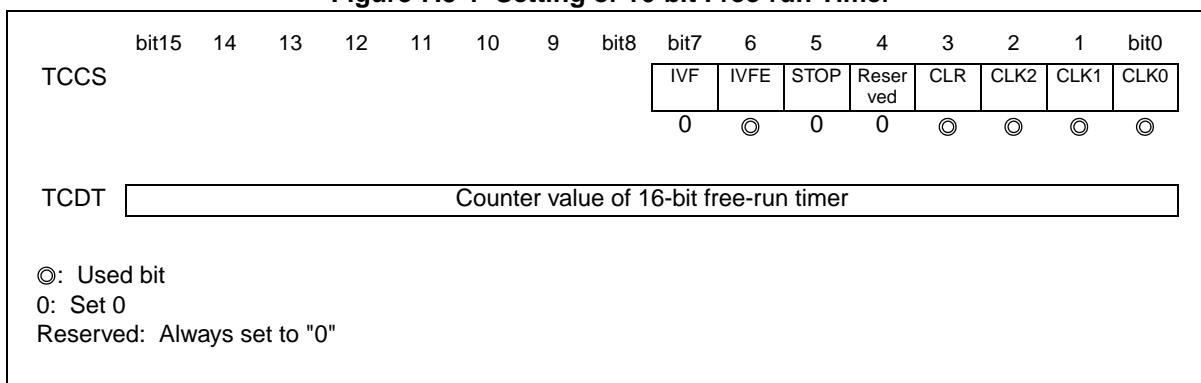 bit15 14 13 12 11 10 9 bit8 bit7 6 5 4 3 2 1 bit0
TCCS IVF IVFE STOP Reser CLR CLK2 CLK1 CLK0
ved
0 ◎ 0 0 ◎ ◎ ◎ ◎
TCDT Counter value of 16-bit free-run timer
◎: Used bit
0: Set 0
Reserved: Always set to "0"